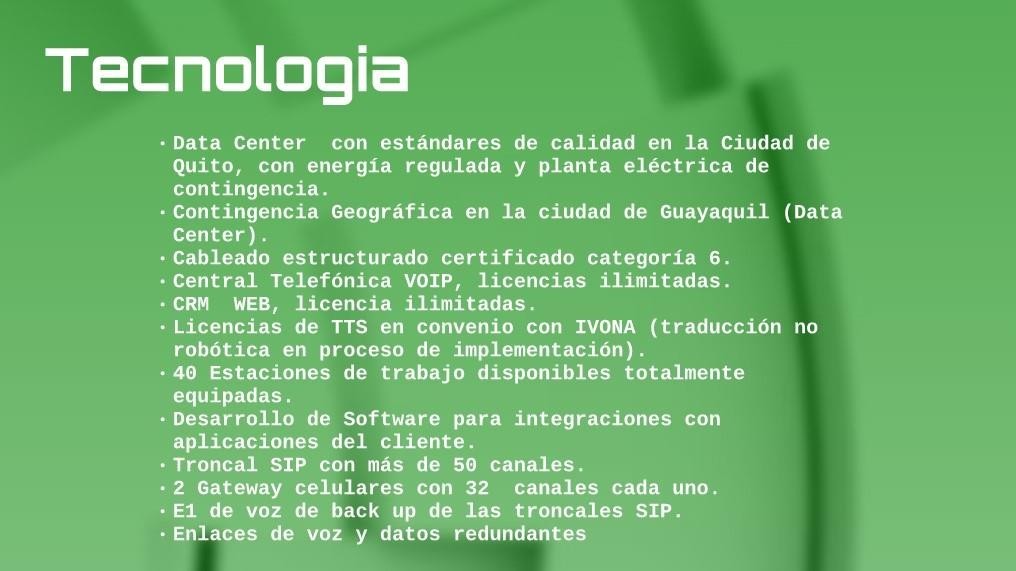 Tecnologia
• Data Center  con estándares de calidad en la Ciudad de
Quito, con energía regulada y planta eléctrica de
contingencia.
• Contingencia Geográfica en la ciudad de Guayaquil (Data
Center).
• Cableado estructurado certificado categoría 6.
• Central Telefónica VOIP, licencias ilimitadas.
• CRM  WEB, licencia ilimitadas.
• Licencias de TTS en convenio con IVONA (traducción no
robótica en proceso de implementación).
• 40 Estaciones de trabajo disponibles totalmente
equipadas.
• Desarrollo de Software para integraciones con
aplicaciones del cliente.
• Troncal SIP con más de 50 canales.
• 2 Gateway celulares con 32  canales cada uno.
• E1 de voz de back up de las troncales SIP.
• Enlaces de voz y datos redundantes